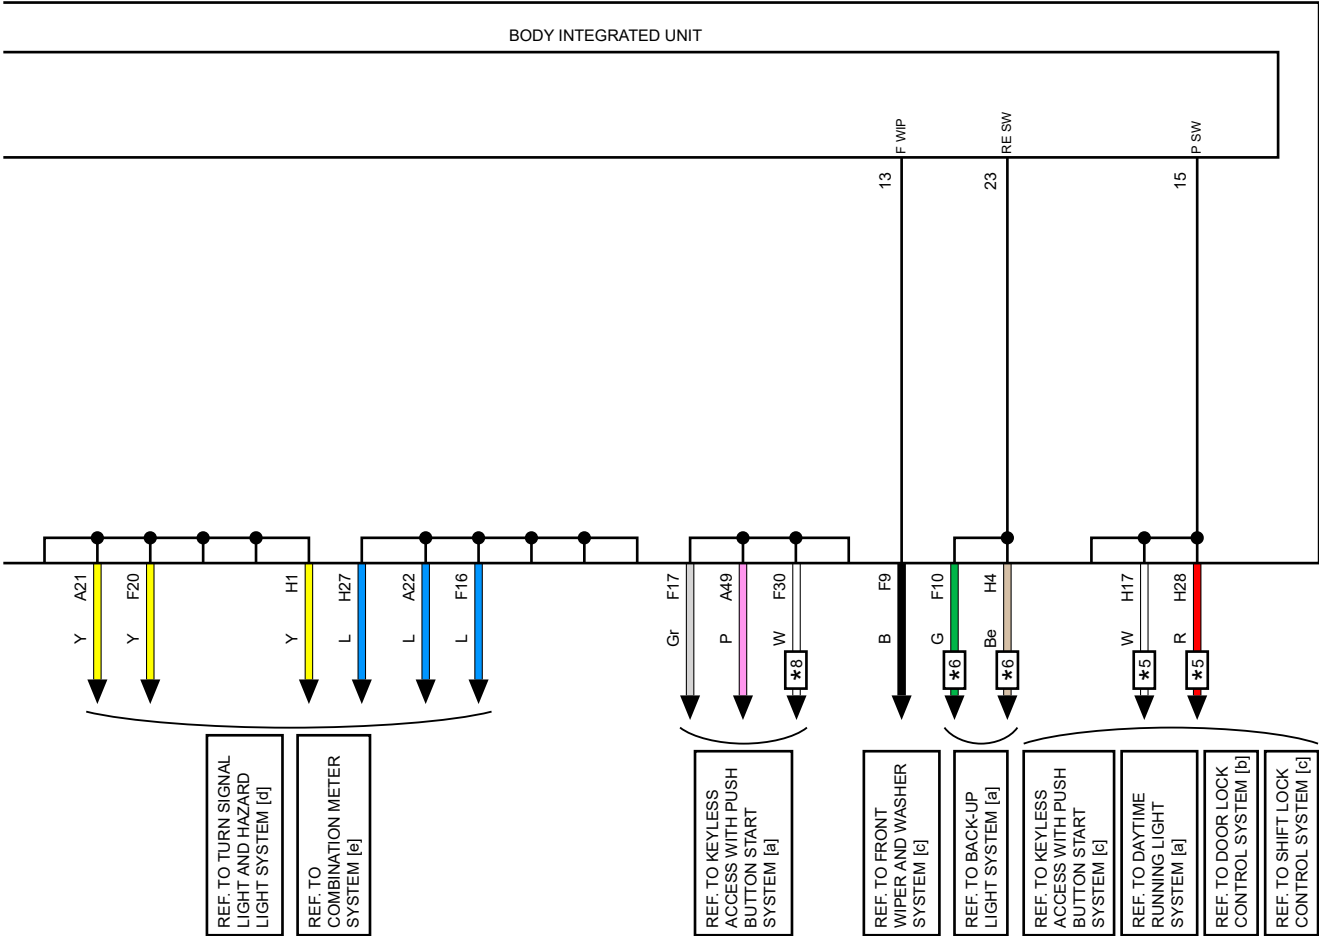 BODY INTEGRATED UNIT
F WIP
RE SW
P SW
13
23
15
A21
F20
H1
H27
A22
F16
F17
A49
F30
F9
F10
H4
H17
H28
Y
Y
Y
L
L
L
Gr
P
W
B
G
Be
W
R
*8
*6
*6
*5
*5
REF. TO TURN SIGNAL
LIGHT AND HAZARD
LIGHT SYSTEM [d]
REF. TO
COMBINATION METER
SYSTEM [e]
REF. TO KEYLESS
ACCESS WITH PUSH
BUTTON START
SYSTEM [a]
REF. TO FRONT
WIPER AND WASHER
SYSTEM [c]
REF. TO BACK-UP
LIGHT SYSTEM [a]
REF. TO KEYLESS
ACCESS WITH PUSH
BUTTON START
SYSTEM [c]
REF. TO DAYTIME
RUNNING LIGHT
SYSTEM [a]
REF. TO DOOR LOCK
CONTROL SYSTEM [b]
REF. TO SHIFT LOCK
CONTROL SYSTEM [c]